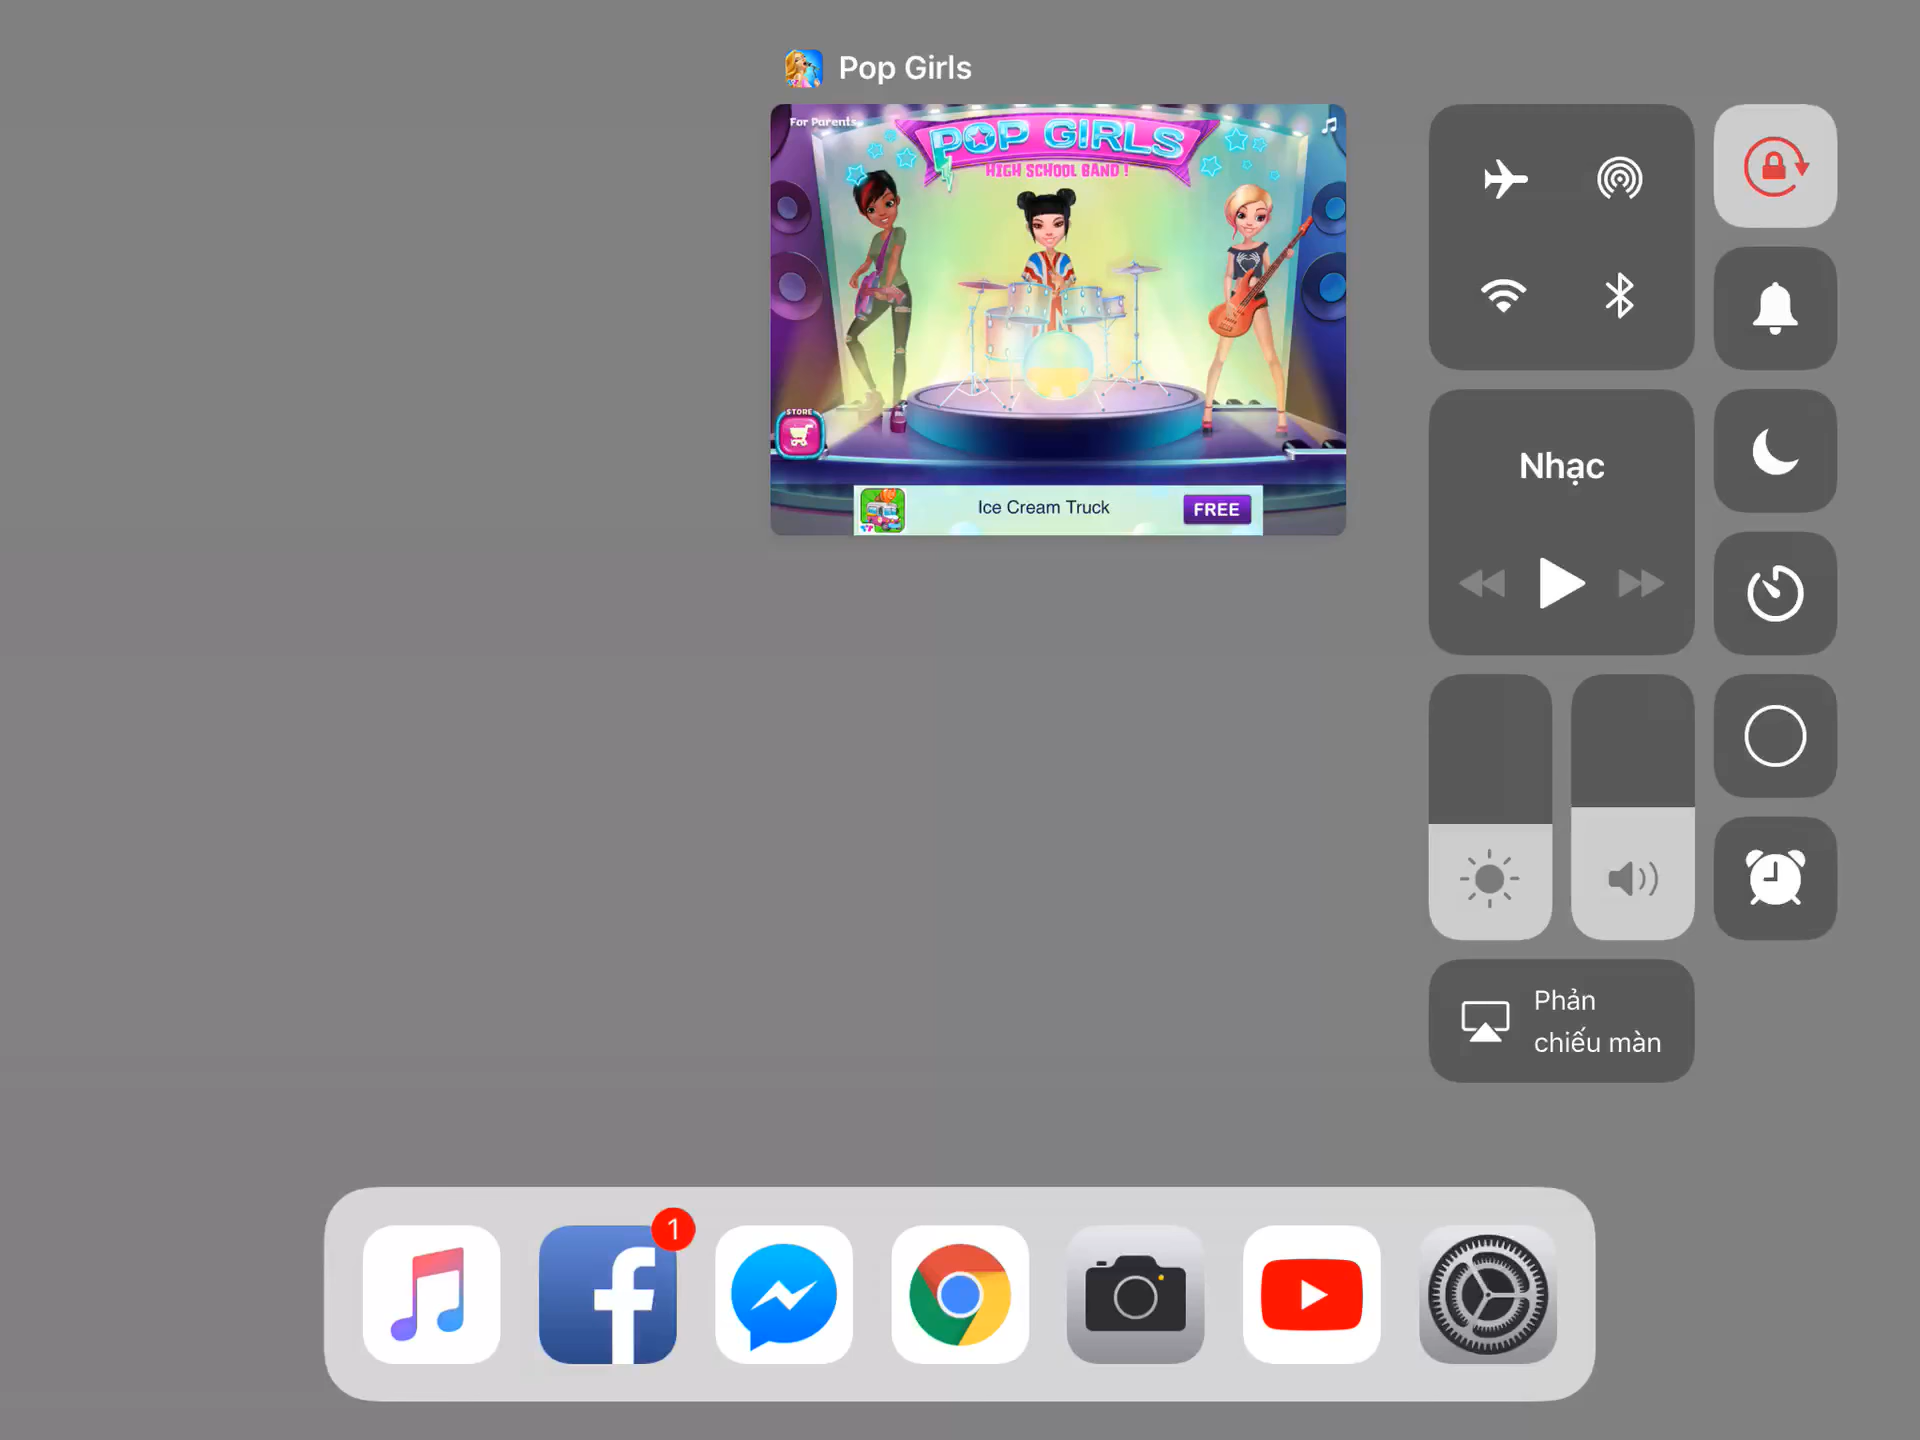 Pop Girls
For Parents
POP GIRLS
HIGH SCHOOL BAND!
STORE
Ice Cream Truck
FREE
Nhạc
Phản
chiếu màn
1